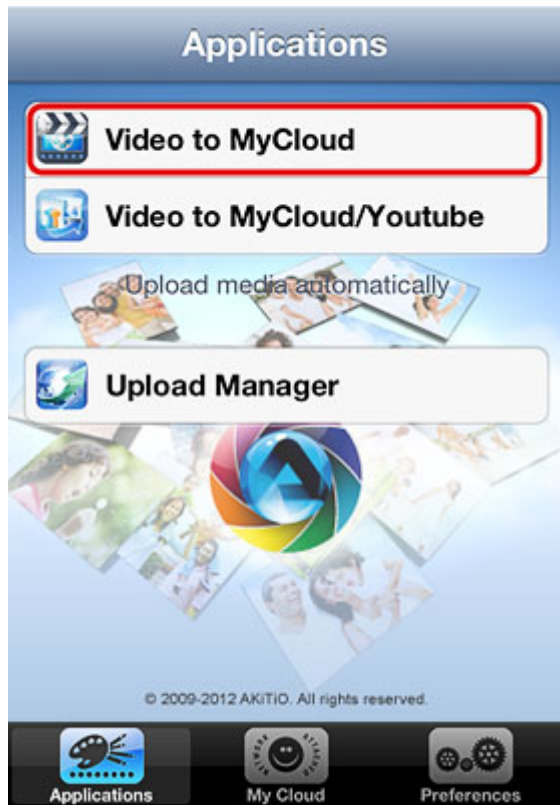 Applications
Video to MyCloud
Video to MyCloud/Youtube
Upload media automatically
Upload Manager
© 2009-2012 AKiTiO. All rights reserved.
Applications
My Cloud
Preferences